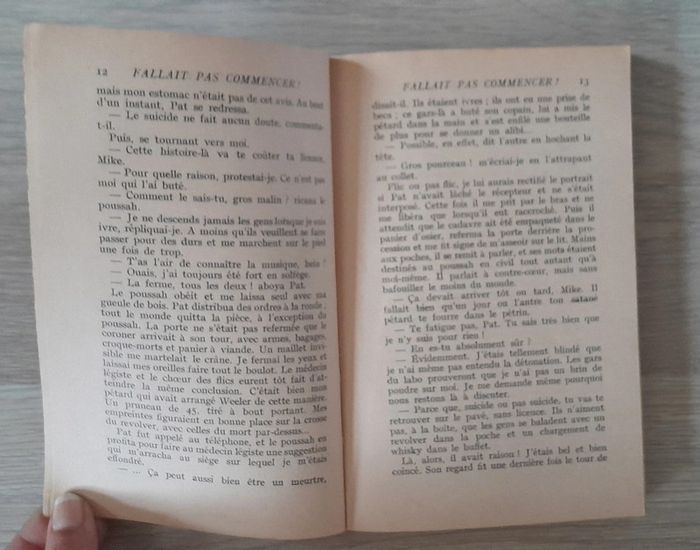 12 FALLAIT PAS COMMENCER!
mais mon estomac n'était pas de cet avis. Au bout
d'un instant, Pat se redressa.
— Le suicide ne fait aucun doute, commenta-
t-il.
Puis, se tournant vers moi.
— Cette histoire-là va te coûter ta licence,
Mike.
— Pour quelle raison, protestai-je. Ce n'est pas
moi qui l'ai buté.
— Comment le sais-tu, gros malin ? ricana le
poussah.
— Je ne descends jamais les gens lorsque je suis
ivre, répliquai-je. A moins qu'ils veuillent se faire
passer pour des durs et me marchent sur le pied
une fois de trop.
— T'as l'air de connaître la musique, hein !
— Ouais, j'ai toujours été fort en solfège.
— La ferme, tous les deux ! aboya Pat.
Le poussah obéit et me laissa seul avec ma
gueule de bois. Pat distribua des ordres à la ronde ;
tout le monde quitta la pièce, à l'exception du
poussah. La porte ne s'était pas refermée que le
coroner arrivait à son tour, avec armes, bagages,
croque-morts et panier à viande. Un maillet invi-
sible me martelait le crâne. Je fermai les yeux et
laissai mes oreilles faire tout le boulot. Le médecin
légiste et le chœur des flics eurent tôt fait d'at-
teindre la même conclusion. C'était bien mon
pétard qui avait arrangé Weeler de cette manière.
Un pruneau de 45, tiré à bout portant. Mes
empreintes figuraient en bonne place sur la crosse
du revolver, avec celles du mort par-dessus...
Pat fut appelé au téléphone, et le poussah en
profita pour faire au médecin légiste une suggestion
qui m'arracha au siège sur lequel je m'étais
effondré.
— ... Ça peut aussi bien être un meurtre,
FALLAIT PAS COMMENCER! 13
disait-il. Ils étaient ivres ; ils ont eu une prise de
becs ; ce gars-là a buté son copain, lui a mis le
pétard dans la main et s'est enfilé une bouteille
de plus pour se donner un alibi...
— Possible, en effet, dit l'autre en hochant la
tête.
— Gros pourceau ! m'écriai-je en l'attrapant
au collet.
Flic ou pas flic, je lui aurais rectifié le portrait
si Pat n'avait lâché le récepteur et ne s'était
interposé. Cette fois il me prit par le bras et ne
me libéra que lorsqu'il eut raccroché. Puis il
attendit que le cadavre ait été empaqueté dans le
panier d'osier, referma la porte derrière la pro-
cession et me fit signe de m'asseoir sur le lit. Mains
aux poches, il se remit à parler, et ses mots étaient
destinés au poussah en civil tout autant qu'à
moi-même. Il parlait à contre-cœur, mais sans
bafouiller le moins du monde.
— Ça devait arriver tôt ou tard, Mike. Il
fallait bien qu'un jour ou l'autre ton satané
pétard te fourre dans le pétrin.
— Te fatigue pas, Pat. Tu sais très bien que
je n'y suis pour rien !
— En es-tu absolument sûr ?
— Évidemment. J'étais tellement blindé que
je n'ai même pas entendu la détonation. Les gars
du labo prouveront que je n'ai pas un brin de
poudre sur moi. Je me demande même pourquoi
nous restons là à discuter.
— Parce que, suicide ou pas suicide, tu vas te
retrouver sur le pavé, sans licence. Ils n'aiment
pas, à la boîte, que les gens se baladent avec un
revolver dans la poche et un chargement de
whisky dans le buffet.
Là, alors, il avait raison ! J'étais bel et bien
coincé. Son regard fit une dernière fois le tour de